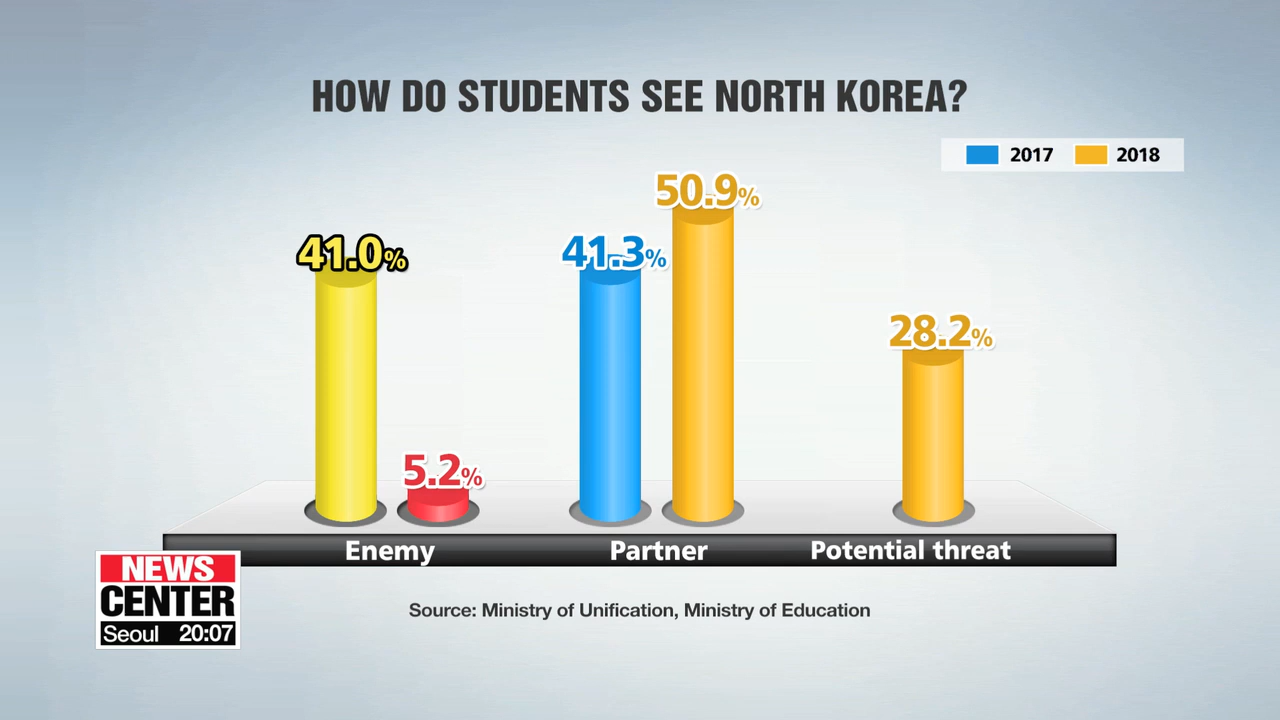 HOW DO STUDENTS SEE NORTH KOREA?
2017 2018
50.9%
41.0% 41.3%
28.2%
5.2%
Enemy Partner Potential threat
NEWS
CENTER
Seoul 20:07
Source: Ministry of Unification, Ministry of Education